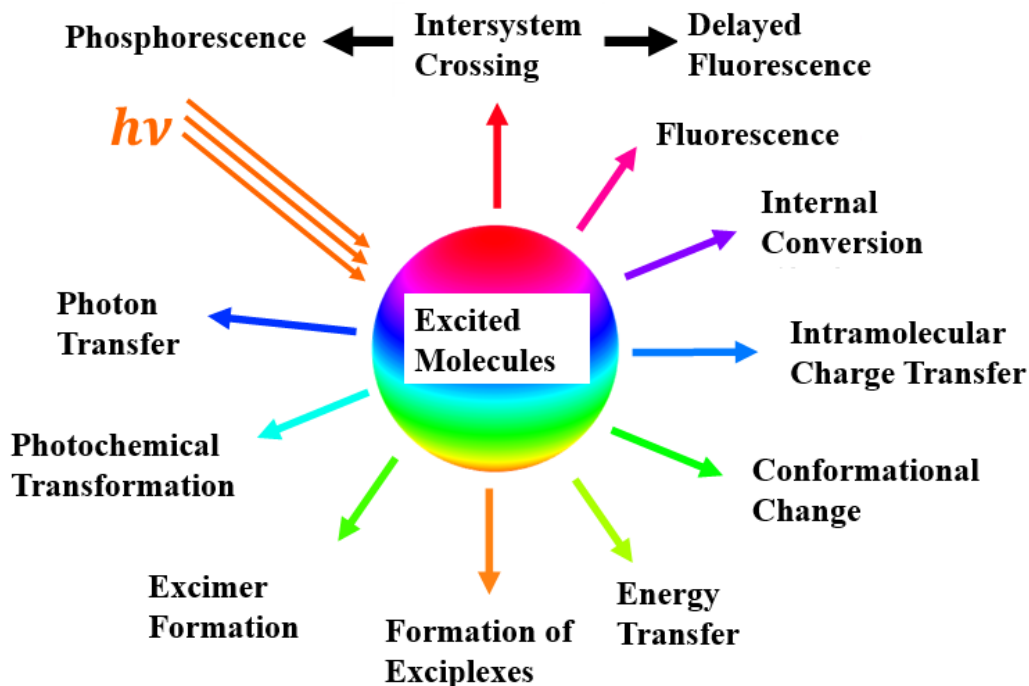 Phosphorescence
Intersystem
Crossing
Delayed
Fluorescence
hν
Fluorescence
Internal
Conversion
Photon
Transfer
Excited
Molecules
Intramolecular
Charge Transfer
Photochemical
Transformation
Conformational
Change
Excimer
Formation
Formation of
Exciplexes
Energy
Transfer